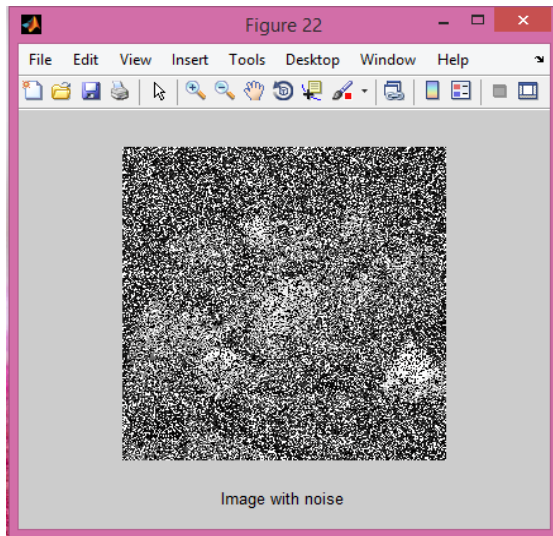 Figure 22
File Edit View Insert Tools Desktop Window Help
Image with noise